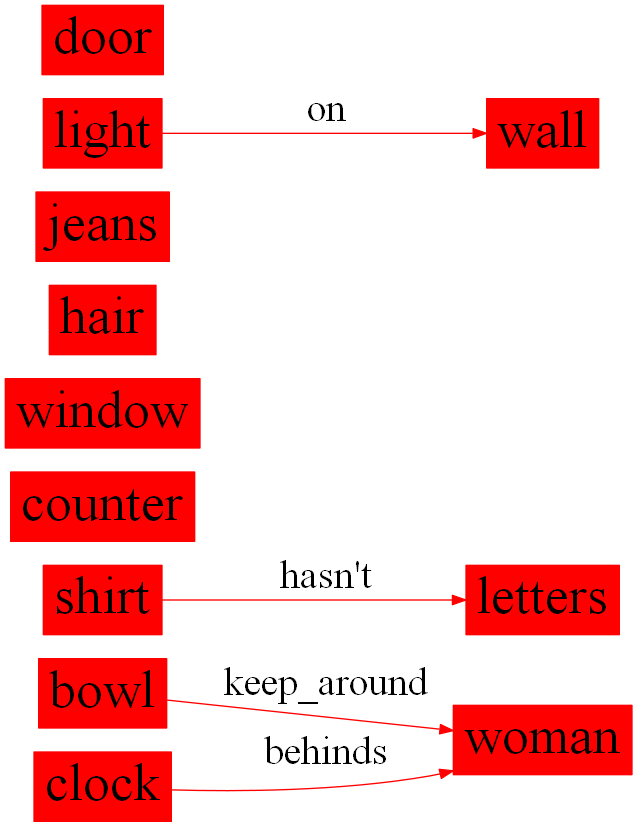 door
light
on
wall
jeans
hair
window
counter
shirt
hasn't
letters
bowl
keep_around
woman
behinds
clock